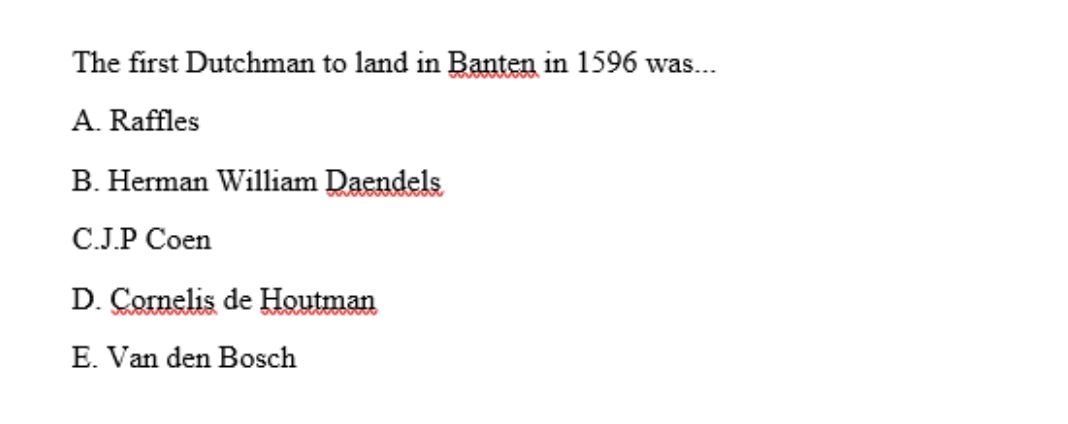 The first Dutchman to land in Banten in 1596 was...
A. Raffles
B. Herman William Daendels
C.J.P Coen
D. Cornelis de Houtman
E. Van den Bosch